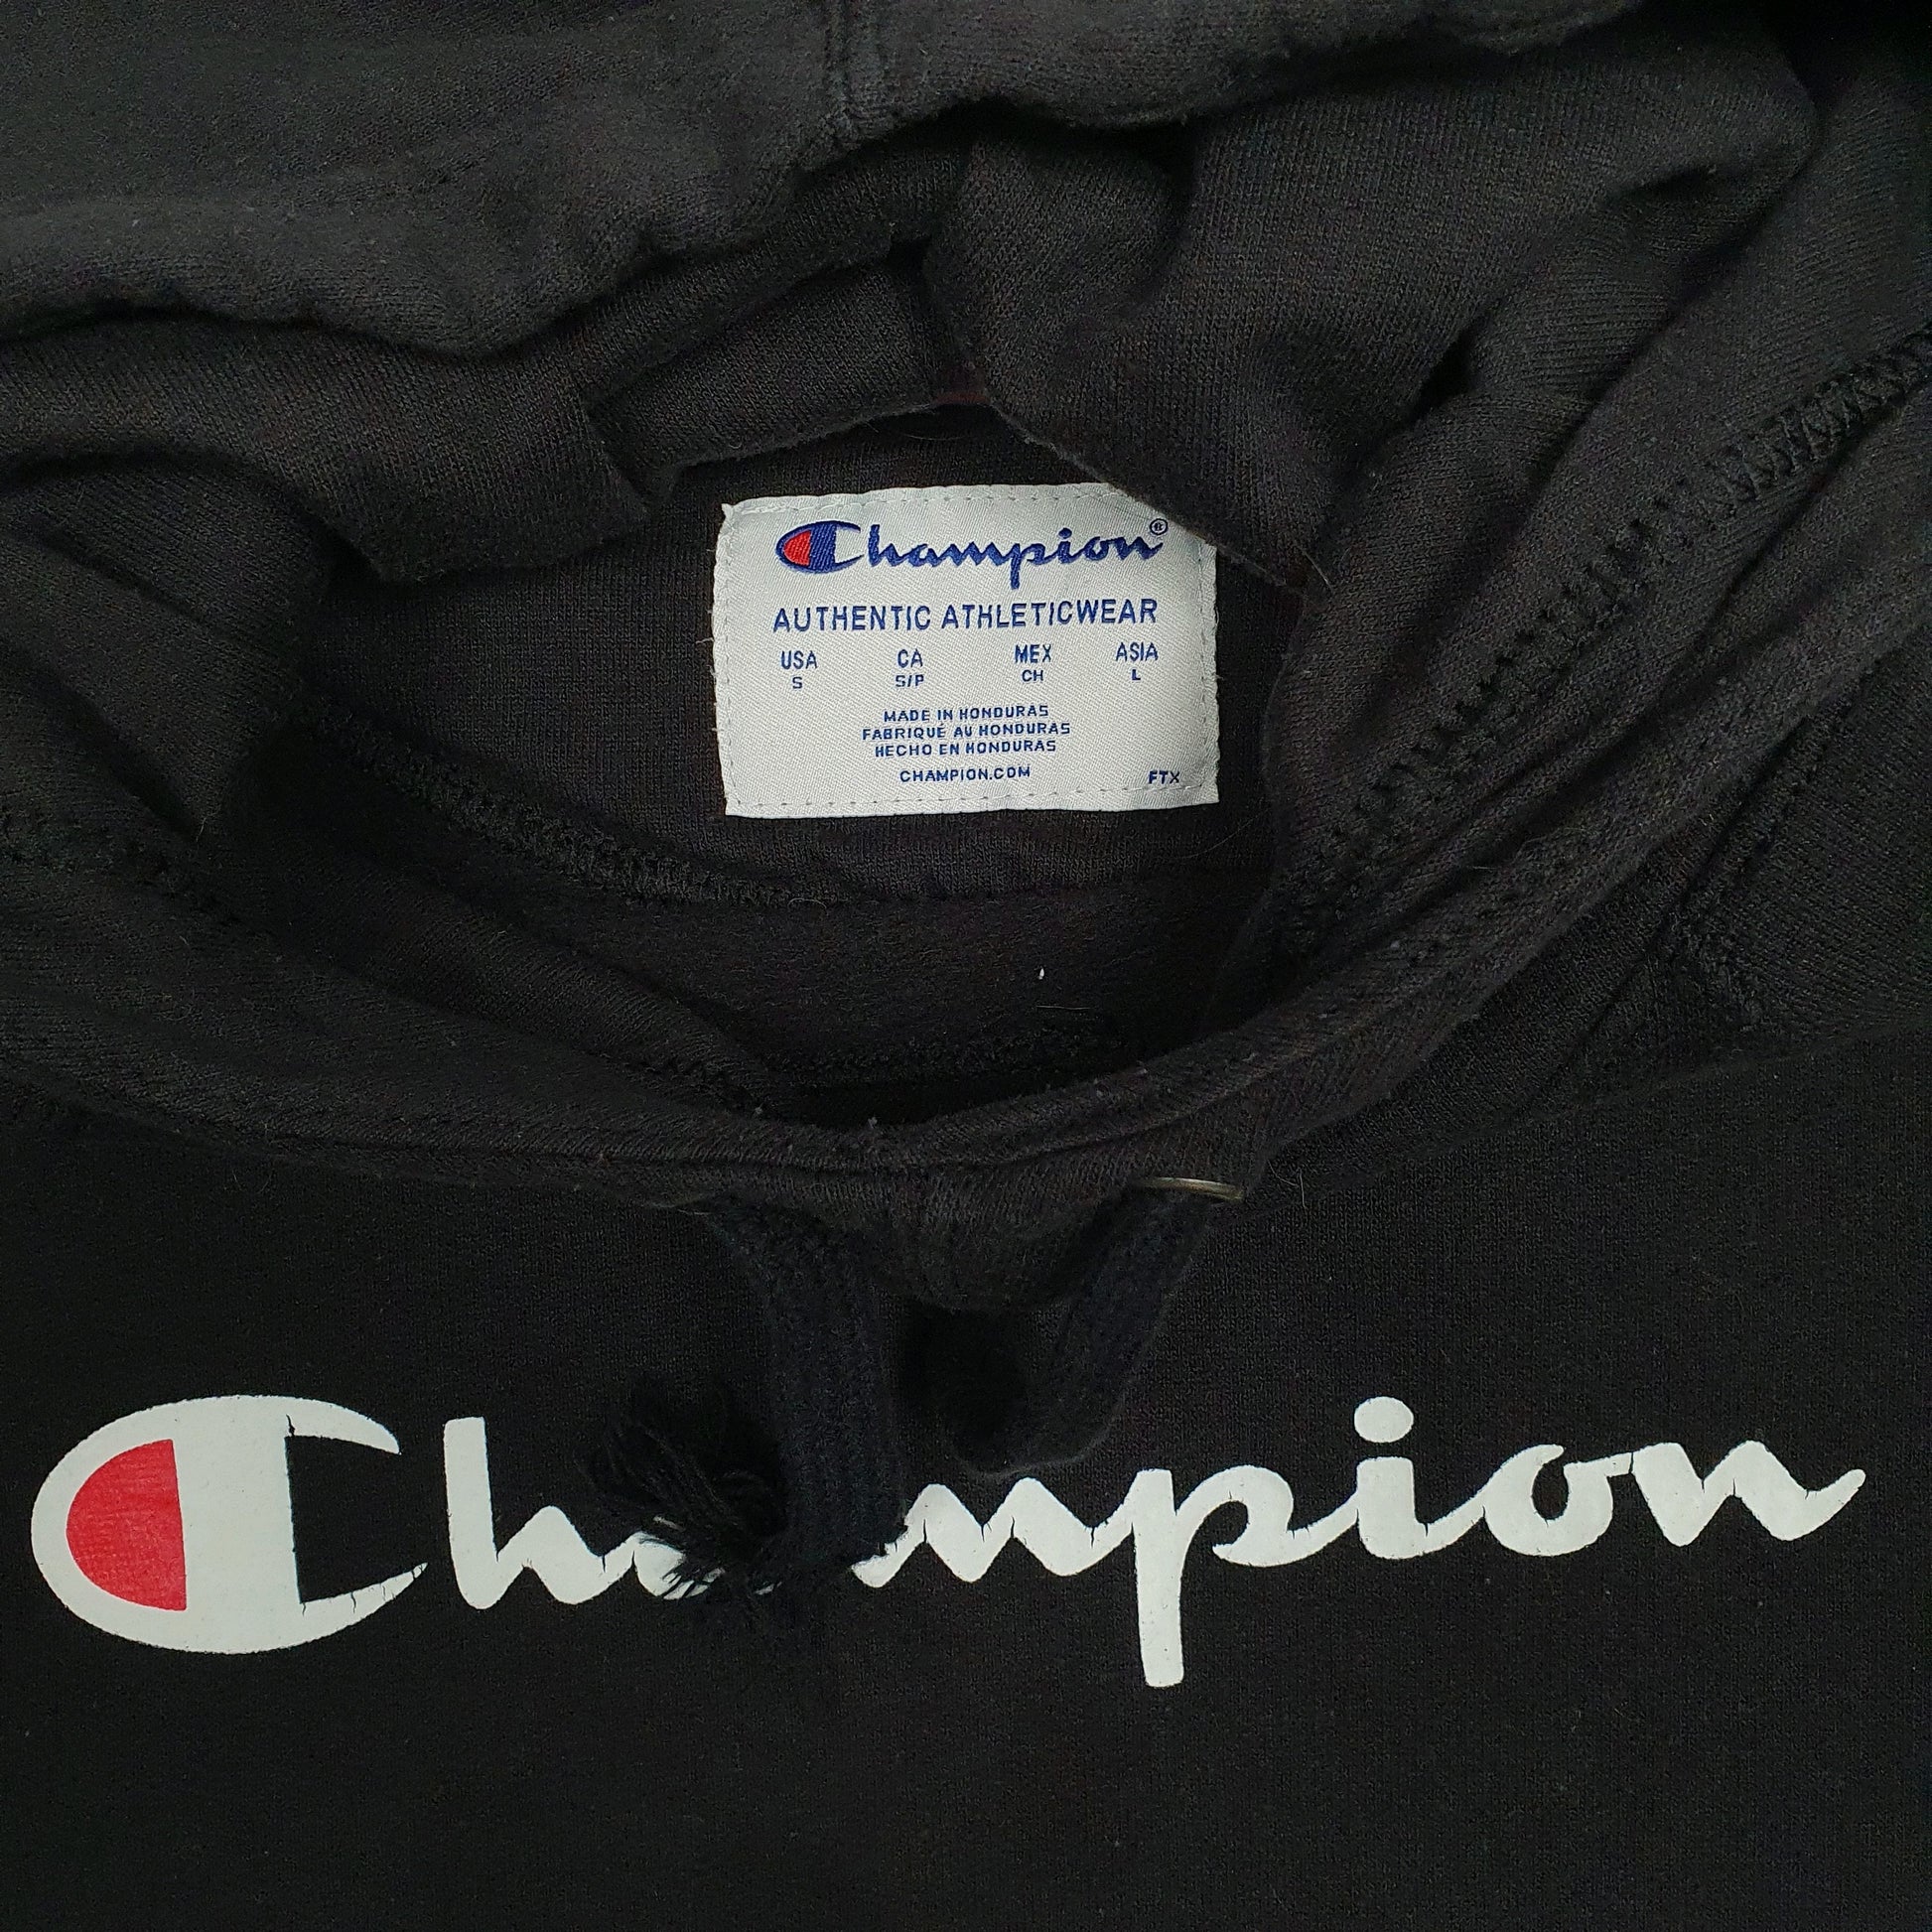 Champion®
AUTHENTIC ATHLETICWEAR
USA CA MEX ASIA
S S/P CH L
MADE IN HONDURAS
FABRIQUÉ AU HONDURAS
HECHO EN HONDURAS
CHAMPION.COM FTX
Champion